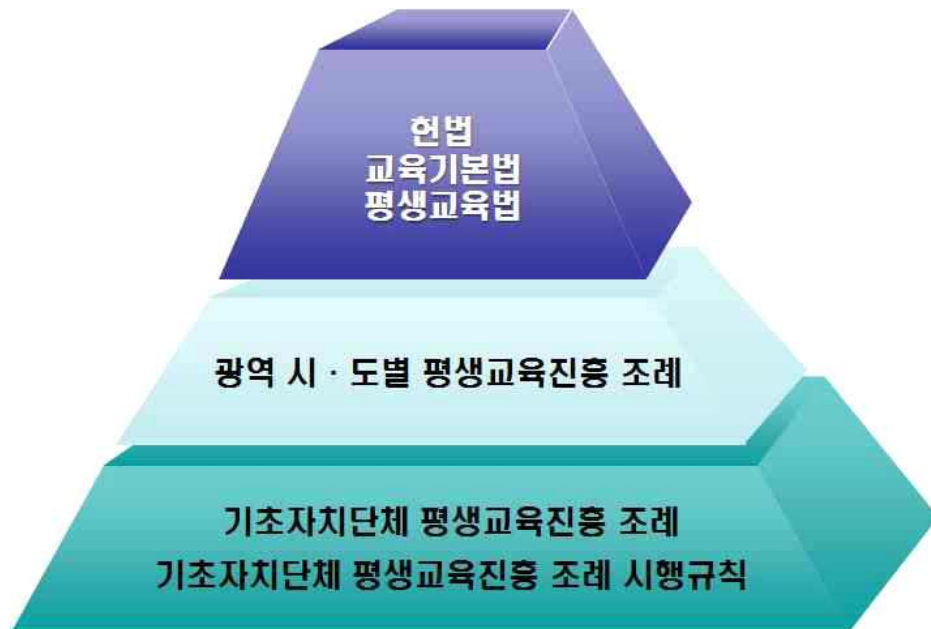 헌법
교육기본법
평생교육법
광역 시 · 도별 평생교육진흥 조례
기초자치단체 평생교육진흥 조례
기초자치단체 평생교육진흥 조례 시행규칙